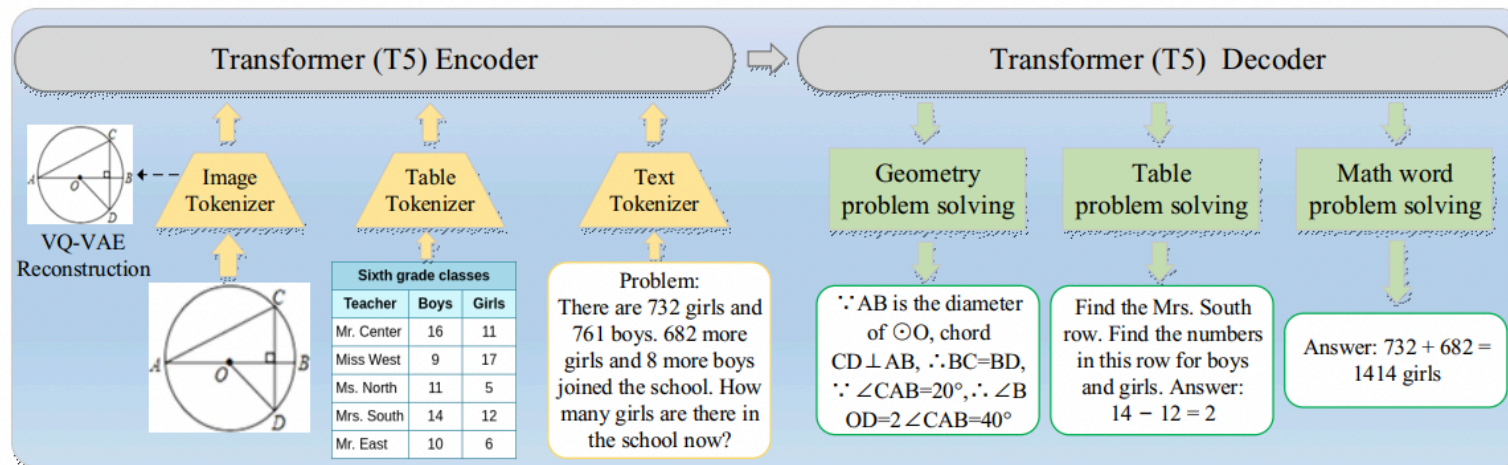 Transformer (T5) Encoder
Transformer (T5) Decoder
C
A
O
B
D
VQ-VAE
Reconstruction
Image
Tokenizer
Table
Tokenizer
Text
Tokenizer
C
A
O
B
D
Sixth grade classes
Teacher Boys Girls
Mr. Center 16 11
Miss West 9 17
Ms. North 11 5
Mrs. South 14 12
Mr. East 10 6
Problem:
There are 732 girls and
761 boys. 682 more
girls and 8 more boys
joined the school. How
many girls are there in
the school now?
Geometry
problem solving
Table
problem solving
Math word
problem solving
∵AB is the diameter
of ⊙O, chord
CD⊥AB, ∴BC=BD,
∵ ∠CAB=20°,∴ ∠B
OD=2∠CAB=40°
Find the Mrs. South
row. Find the numbers
in this row for boys
and girls. Answer:
14 − 12 = 2
Answer: 732 + 682 =
1414 girls